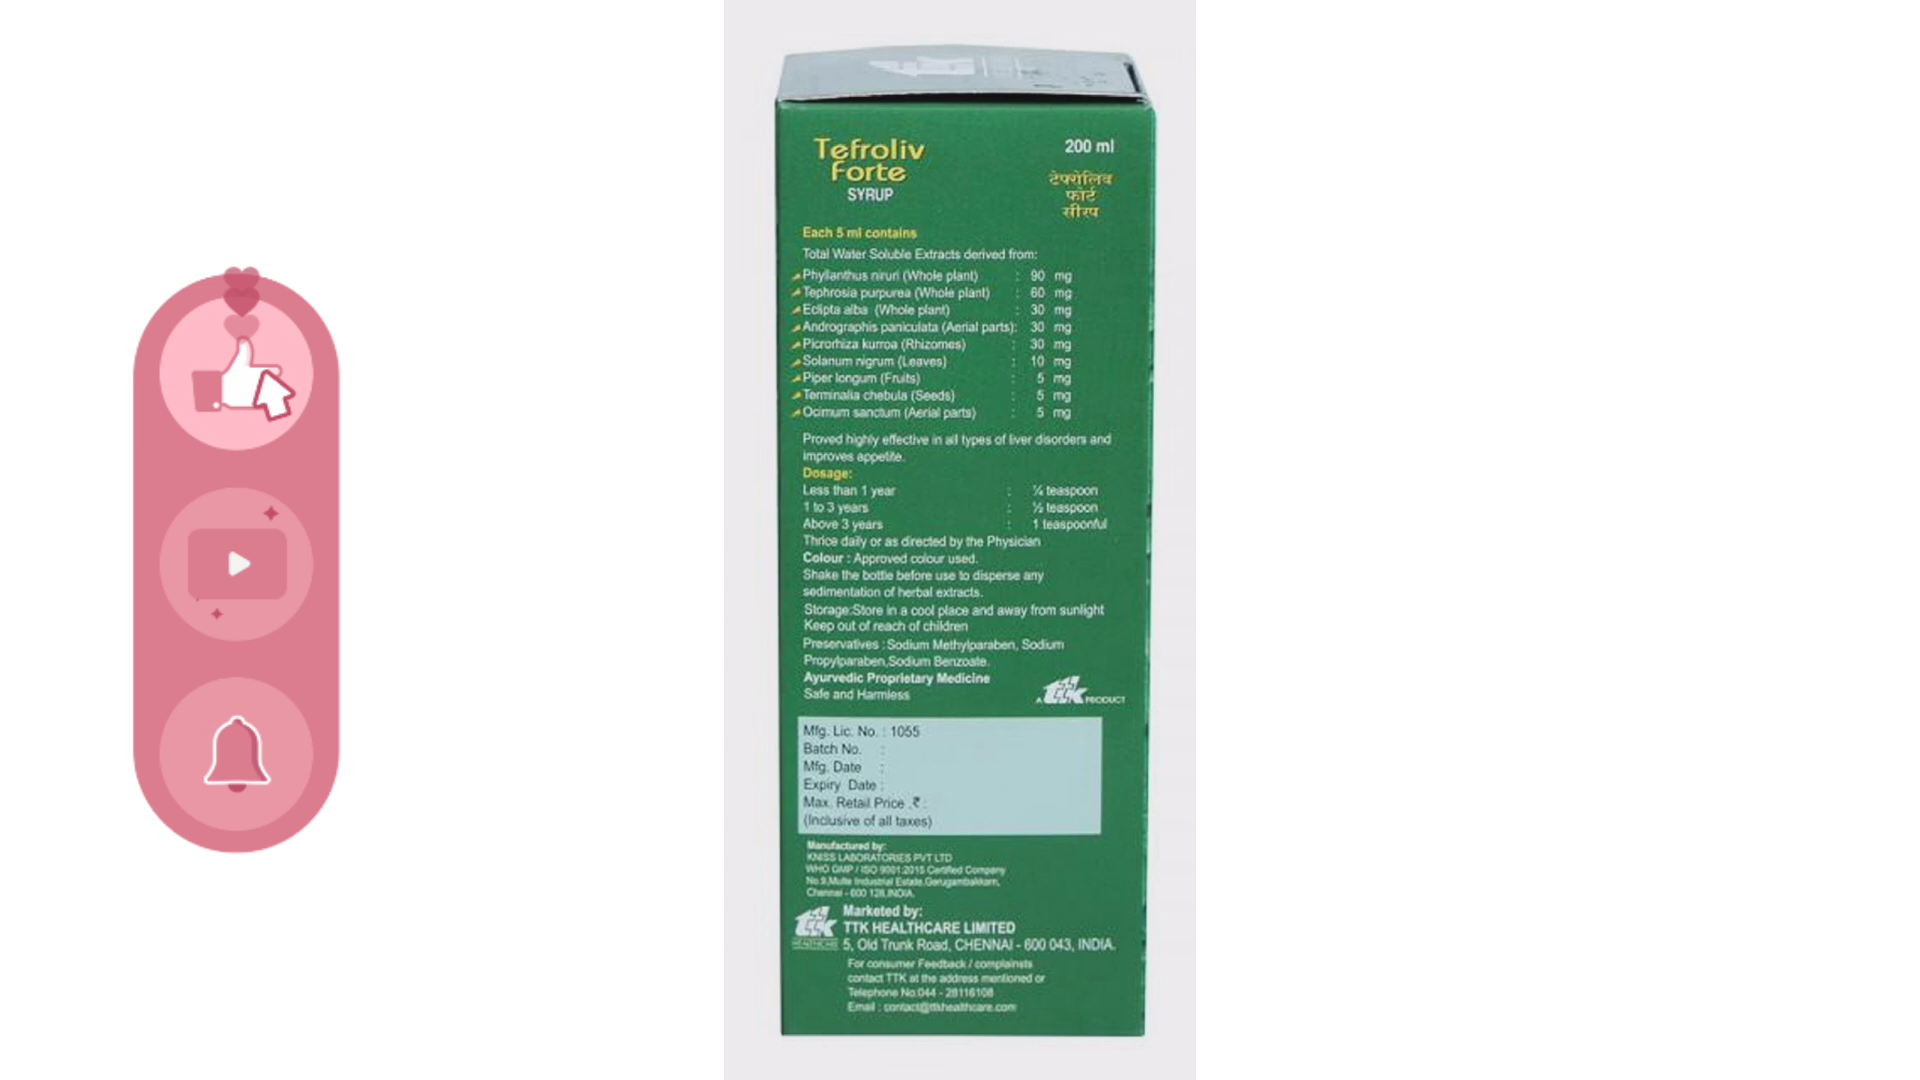 Tefroliv
Forte
SYRUP
200 ml
टेफ्रोलिव
फोर्ट
सीरप
Each 5 ml contains
Total Water Soluble Extracts derived from:
Phyllanthus niruri (Whole plant) : 90 mg
Tephrosia purpurea (Whole plant) : 60 mg
Eclipta alba (Whole plant) : 30 mg
Andrographis paniculata (Aerial parts): 30 mg
Picrorhiza kurroa (Rhizomes) : 30 mg
Solanum nigrum (Leaves) : 10 mg
Piper longum (Fruits) : 5 mg
Terminalia chebula (Seeds) : 5 mg
Ocimum sanctum (Aerial parts) : 5 mg
Proved highly effective in all types of liver disorders and
improves appetite.
Dosage:
Less than 1 year : ¼ teaspoon
1 to 3 years : ½ teaspoon
Above 3 years : 1 teaspoonful
Thrice daily or as directed by the Physician
Colour : Approved colour used.
Shake the bottle before use to disperse any
sedimentation of herbal extracts.
Storage:Store in a cool place and away from sunlight
Keep out of reach of children
Preservatives : Sodium Methylparaben, Sodium
Propylparaben,Sodium Benzoate.
Ayurvedic Proprietary Medicine
Safe and Harmless
A ttk PRODUCT
Mfg. Lic. No. : 1055
Batch No. :
Mfg. Date :
Expiry Date :
Max. Retail Price .₹ :
(Inclusive of all taxes)
Manufactured by:
KNISS LABORATORIES PVT LTD
WHO GMP / ISO 9001:2015 Certified Company
No.9,Mutte Industrial Estate,Gerugambakkam,
Chennai - 600 128.INDIA.
ttk
HEALTHCARE
Marketed by:
TTK HEALTHCARE LIMITED
5, Old Trunk Road, CHENNAI - 600 043, INDIA.
For consumer Feedback / complainsts
contact TTK at the address mentioned or
Telephone No:044 - 28116108
Email : contact@ttkhealthcare.com